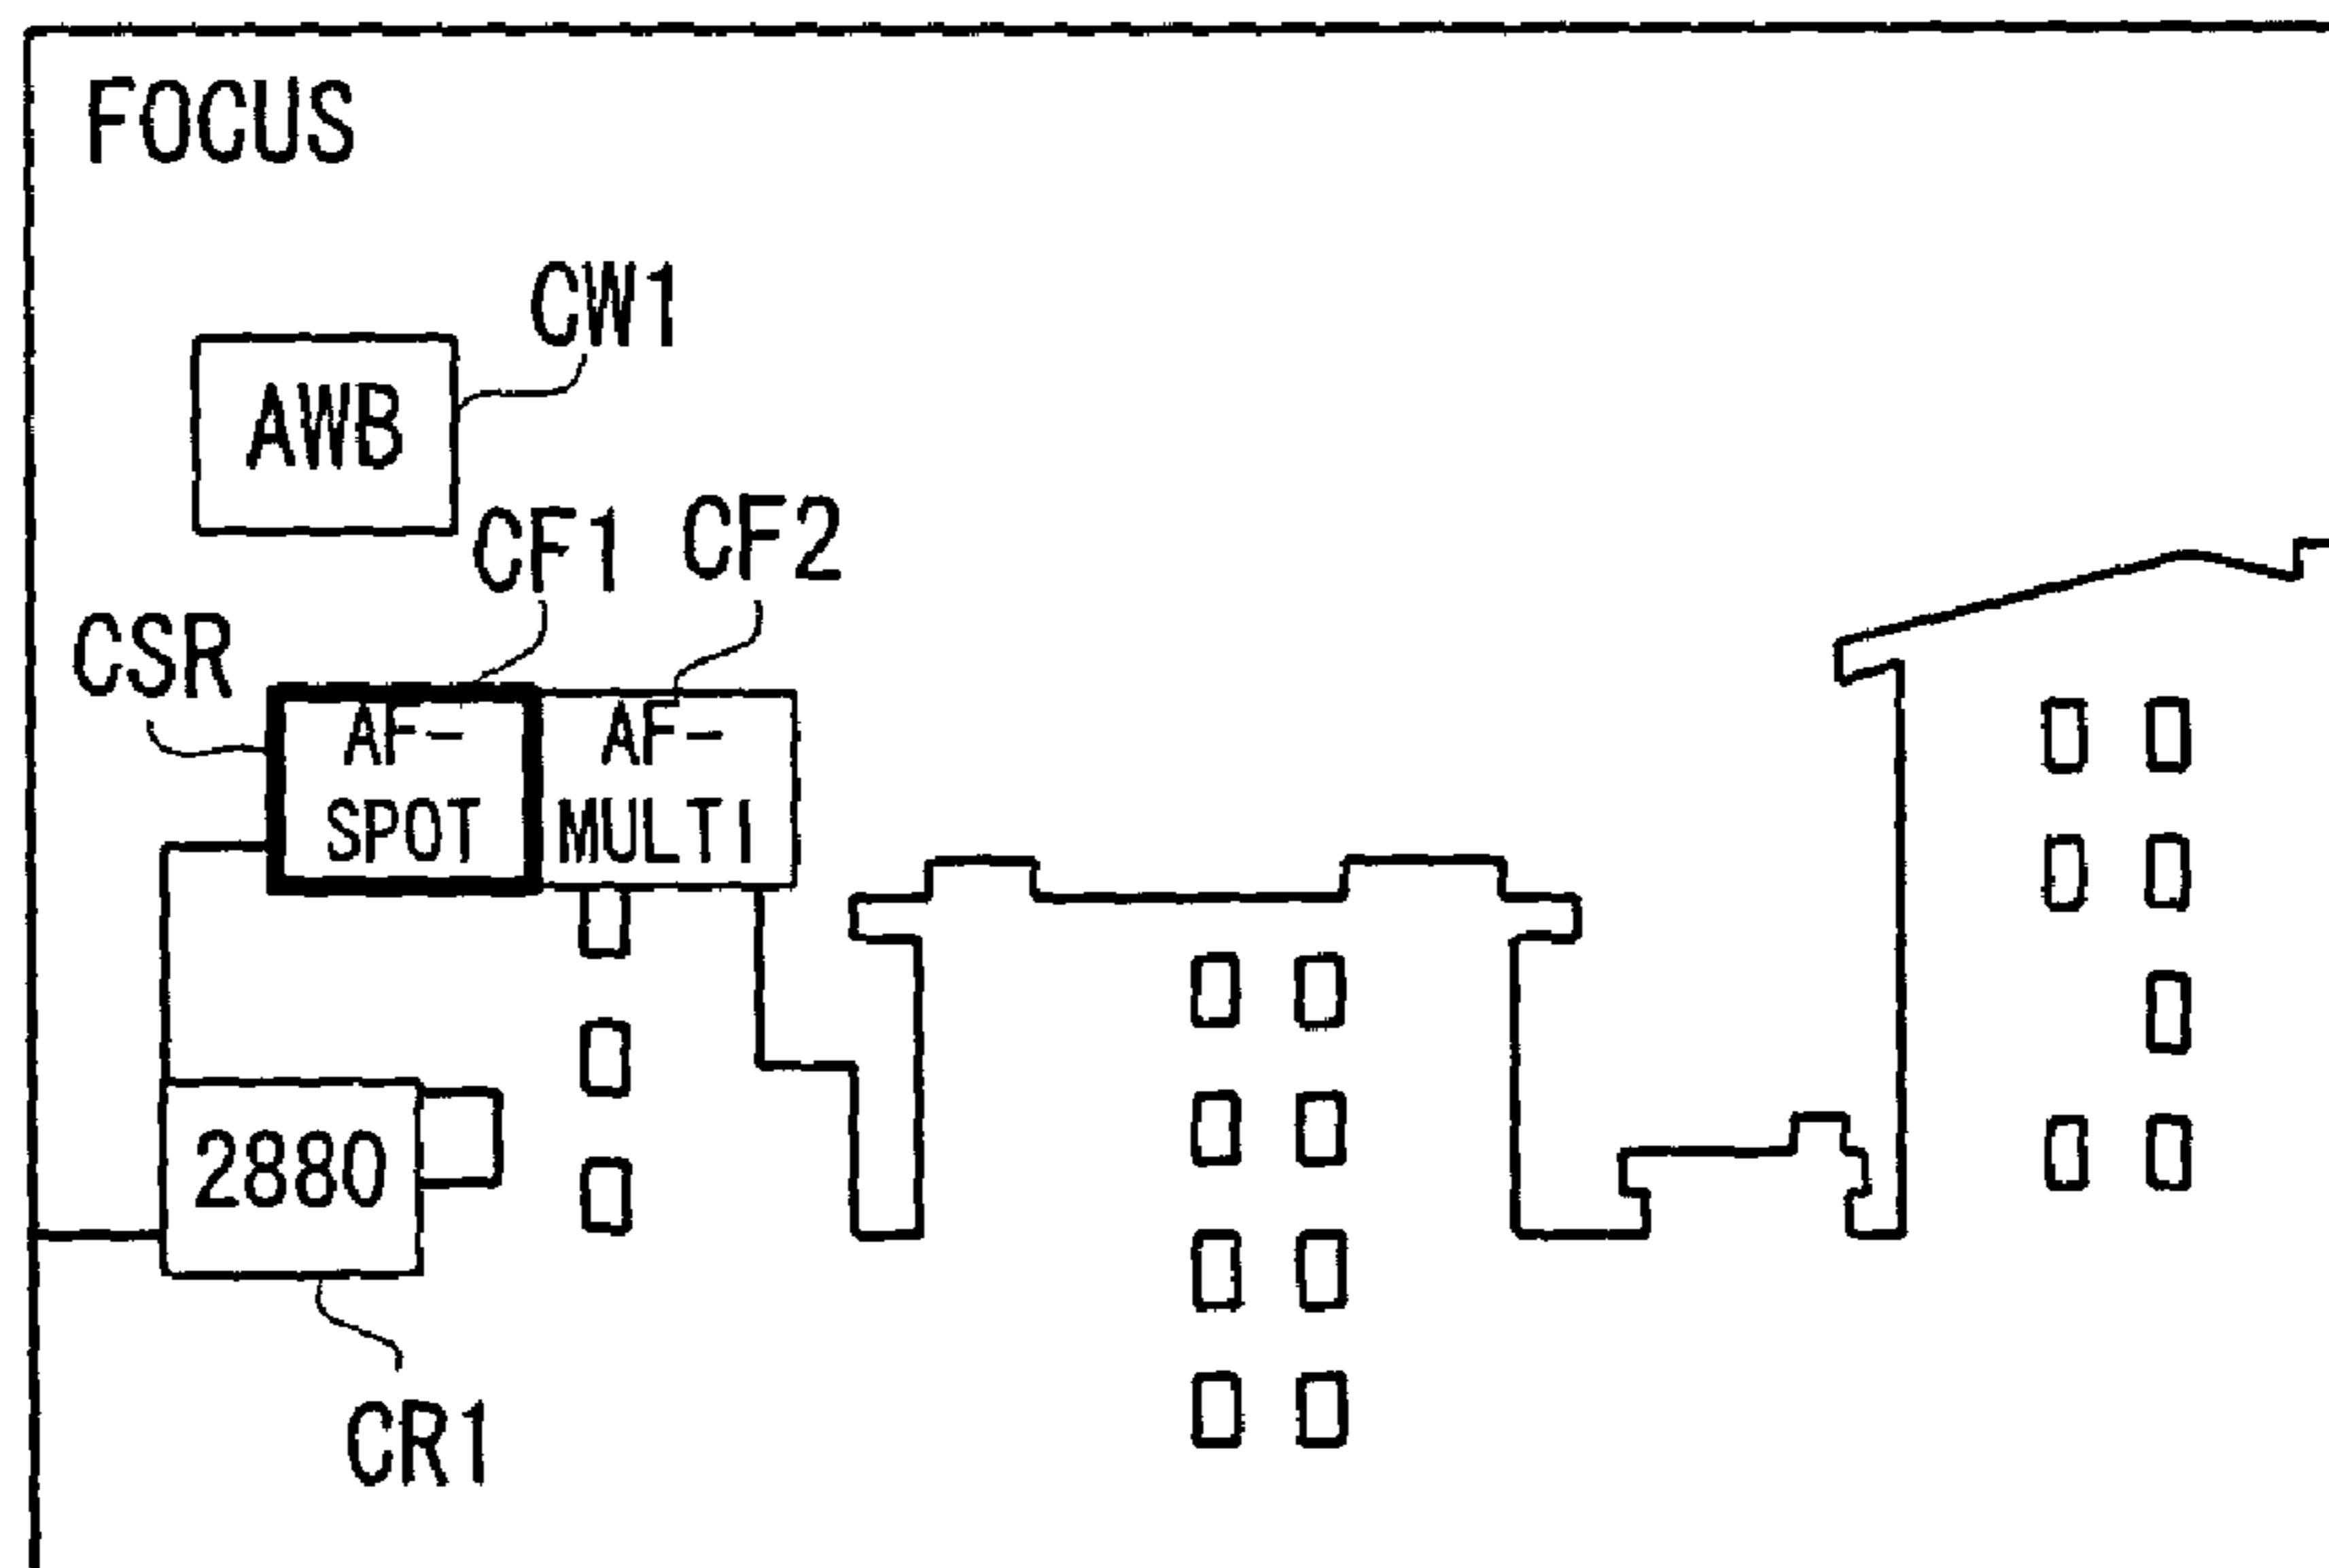 FOCUS
CW1
AWB
CF1 CF2
CSR
AF-
SPOT
AF-
MULTI
2880
CR1